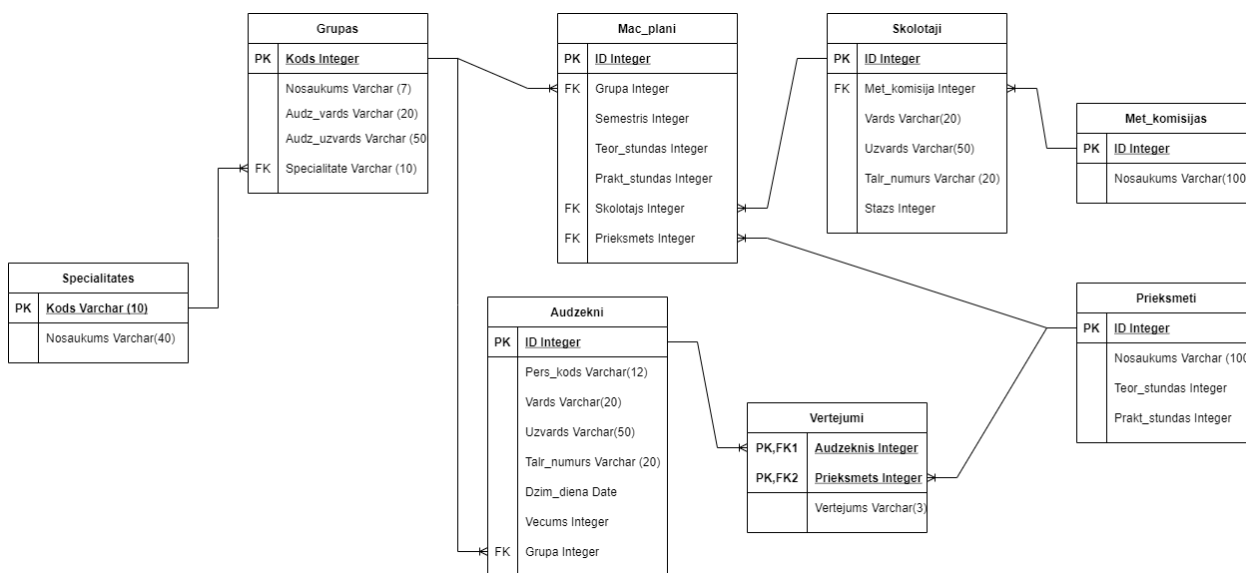 Grupas
PK Kods Integer
Nosaukums Varchar (7)
Audz_vards Varchar (20)
Audz_uzvards Varchar (50
FK Specialitate Varchar (10)
Mac_plani
PK ID Integer
FK Grupa Integer
Semestris Integer
Teor_stundas Integer
Prakt_stundas Integer
FK Skolotajs Integer
FK Prieksmets Integer
Skolotaji
PK ID Integer
FK Met_komisija Integer
Vards Varchar(20)
Uzvards Varchar(50)
Talr_numurs Varchar (20)
Stazs Integer
Met_komisijas
PK ID Integer
Nosaukums Varchar(100
Specialitates
PK Kods Varchar (10)
Nosaukums Varchar(40)
Audzekni
PK ID Integer
Pers_kods Varchar(12)
Vards Varchar(20)
Uzvards Varchar(50)
Talr_numurs Varchar (20)
Dzim_diena Date
Vecums Integer
FK Grupa Integer
Vertejumi
PK,FK1 Audzeknis Integer
PK,FK2 Prieksmets Integer
Vertejums Varchar(3)
Prieksmeti
PK ID Integer
Nosaukums Varchar (100
Teor_stundas Integer
Prakt_stundas Integer